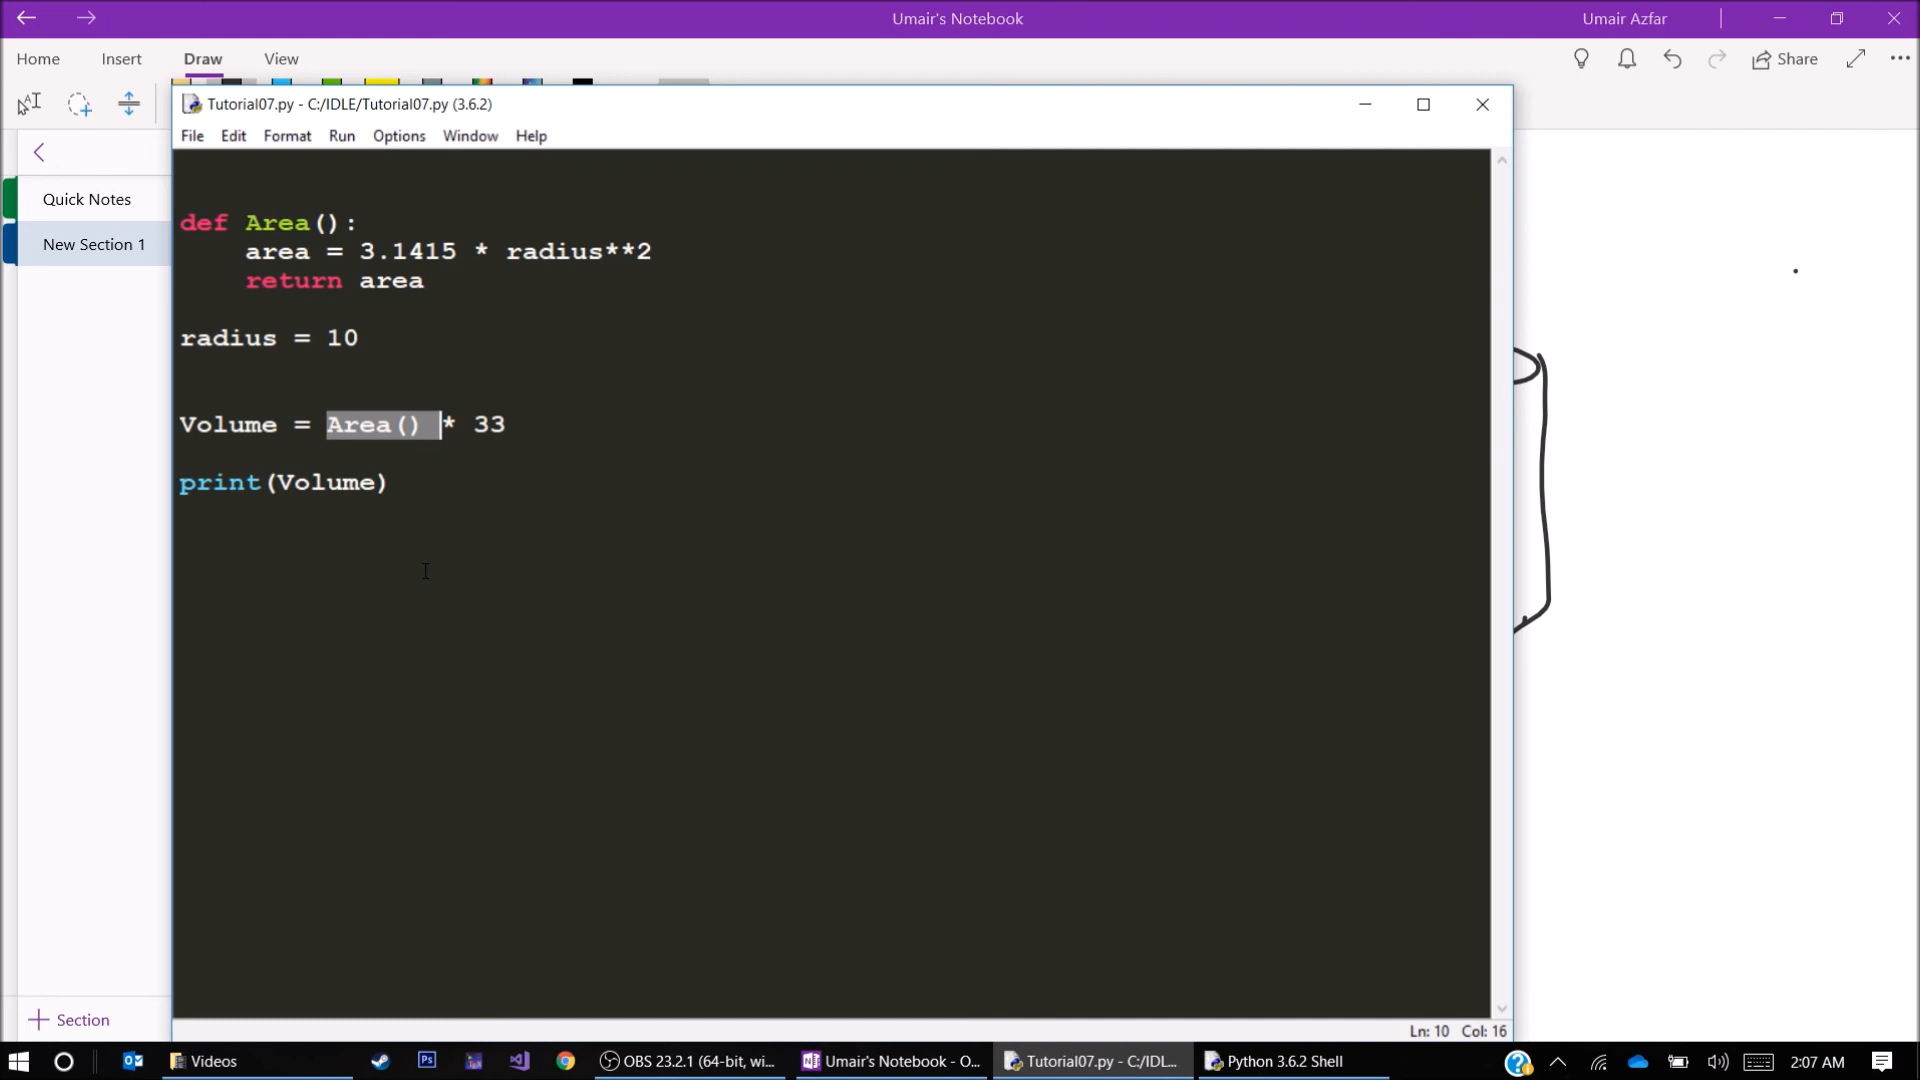 Umair's Notebook
Umair Azfar
Home Insert Draw View
Share
Tutorial07.py - C:/IDLE/Tutorial07.py (3.6.2)
File Edit Format Run Options Window Help
Quick Notes
New Section 1
def Area():
area = 3.1415 * radius**2
return area
radius = 10
Volume = Area() * 33
print(Volume)
Section
Ln: 10 Col: 16
Videos
OBS 23.2.1 (64-bit, wi...
Umair's Notebook - O...
Tutorial07.py - C:/IDL...
Python 3.6.2 Shell
2:07 AM